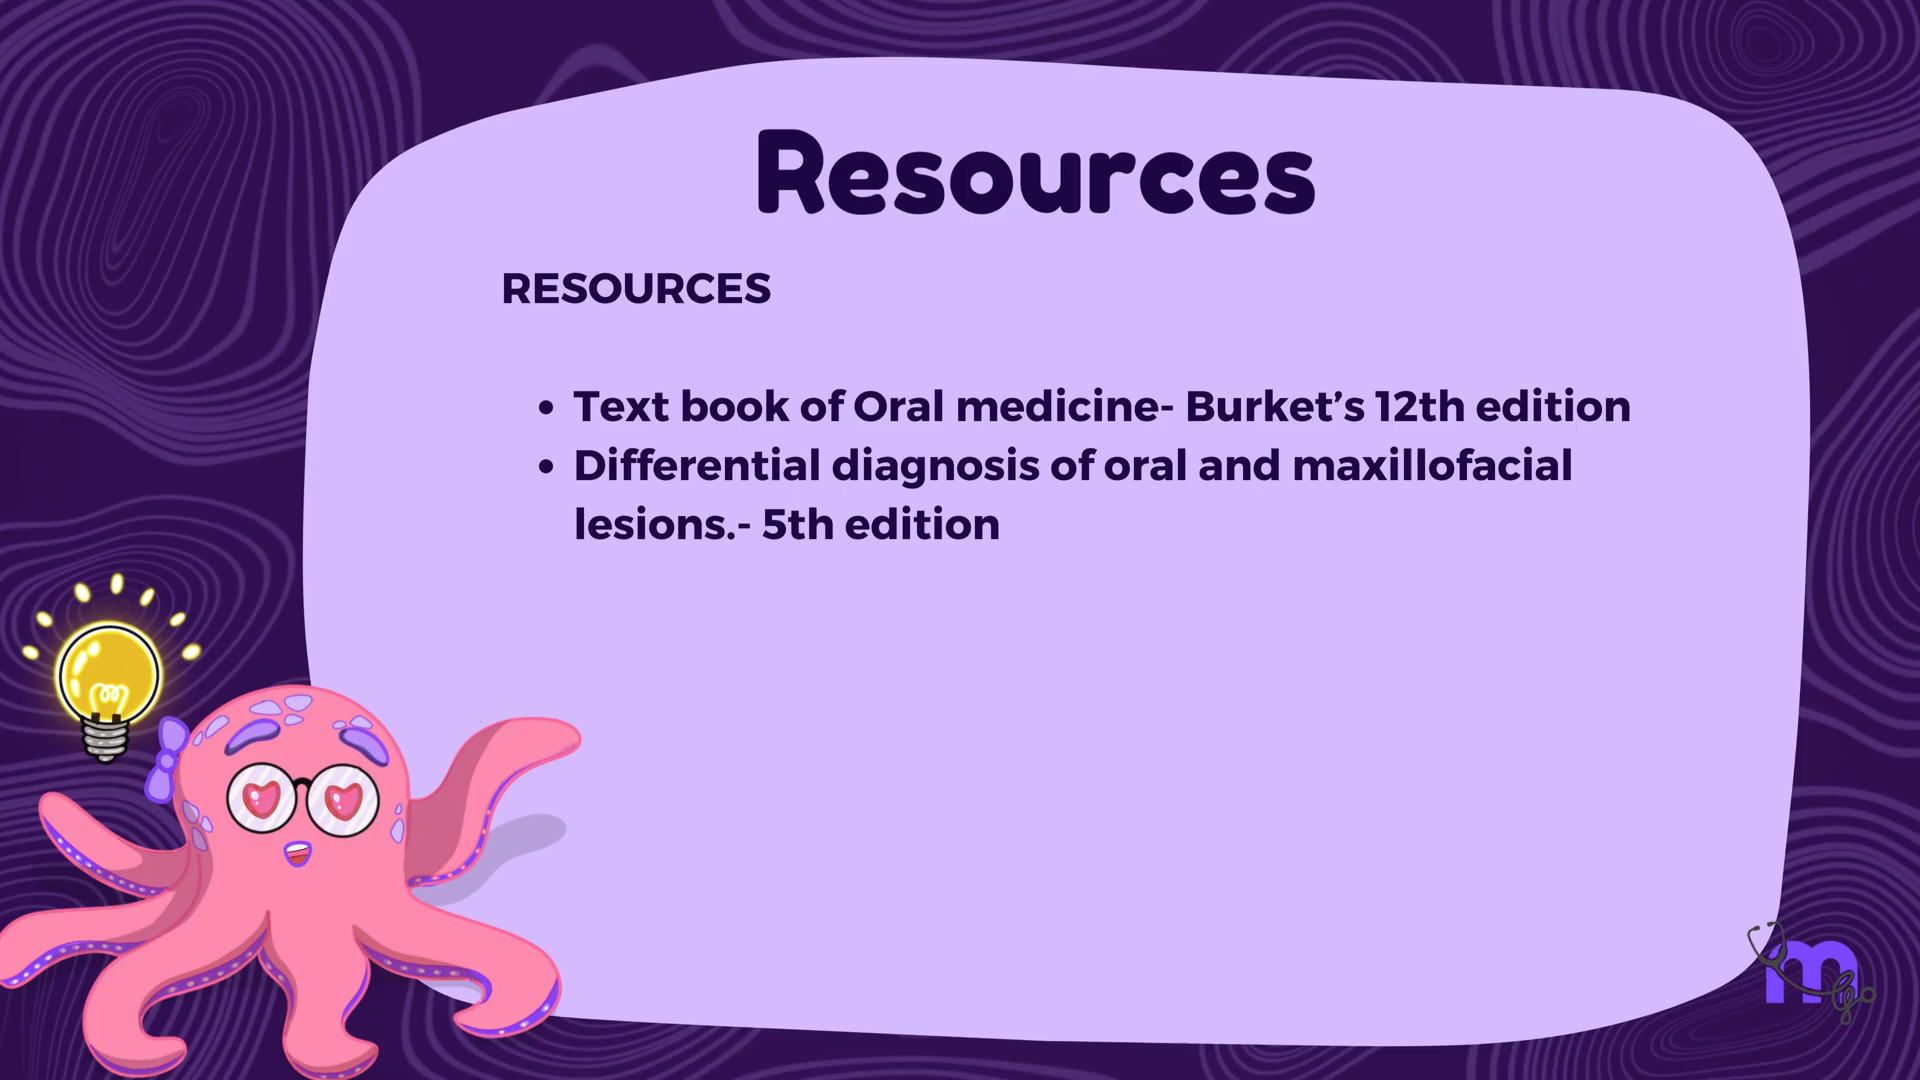 Resources
RESOURCES
• Text book of Oral medicine- Burket’s 12th edition
• Differential diagnosis of oral and maxillofacial
lesions.- 5th edition
m
go